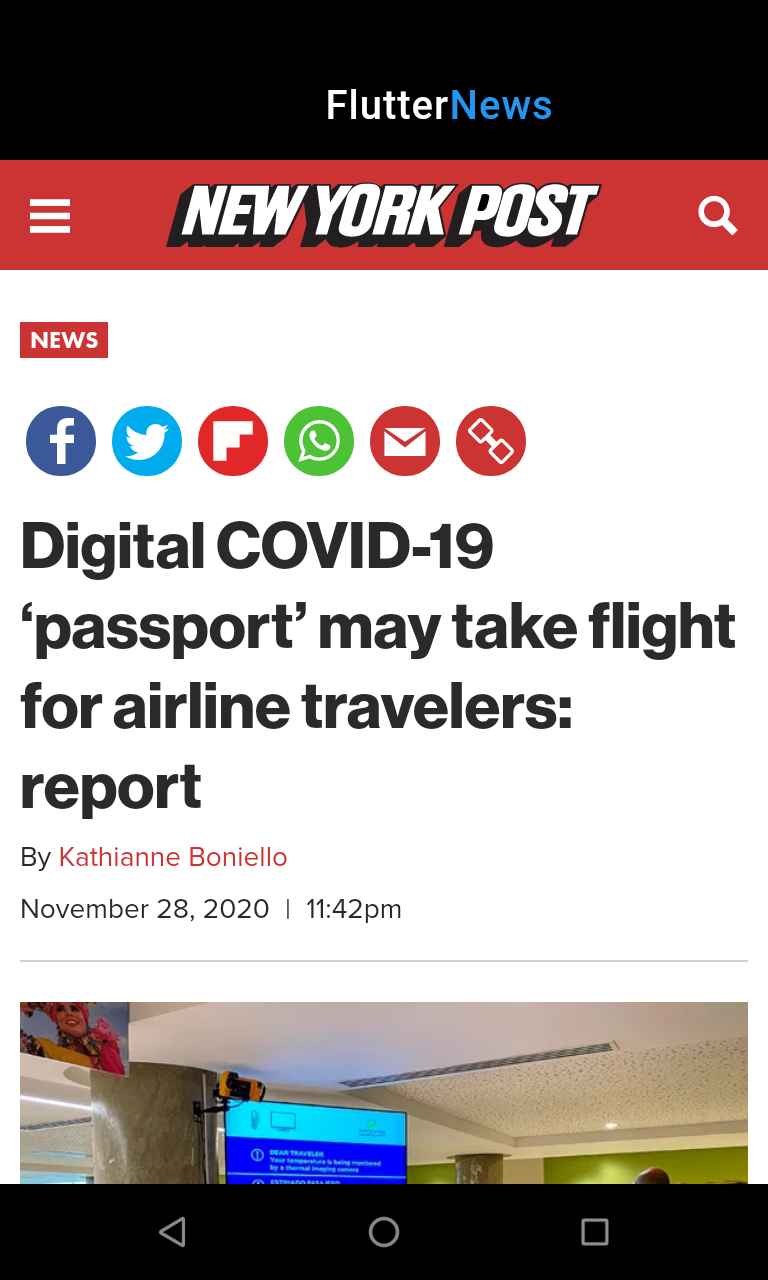 FlutterNews
NEW YORK POST
NEWS
Digital COVID-19
‘passport’ may take flight
for airline travelers:
report
By Kathianne Boniello
November 28, 2020 | 11:42pm
1 DEAR TRAVELER
Your temperature is being monitored
by a thermal imaging camera
ESTIMADO PASAJERO